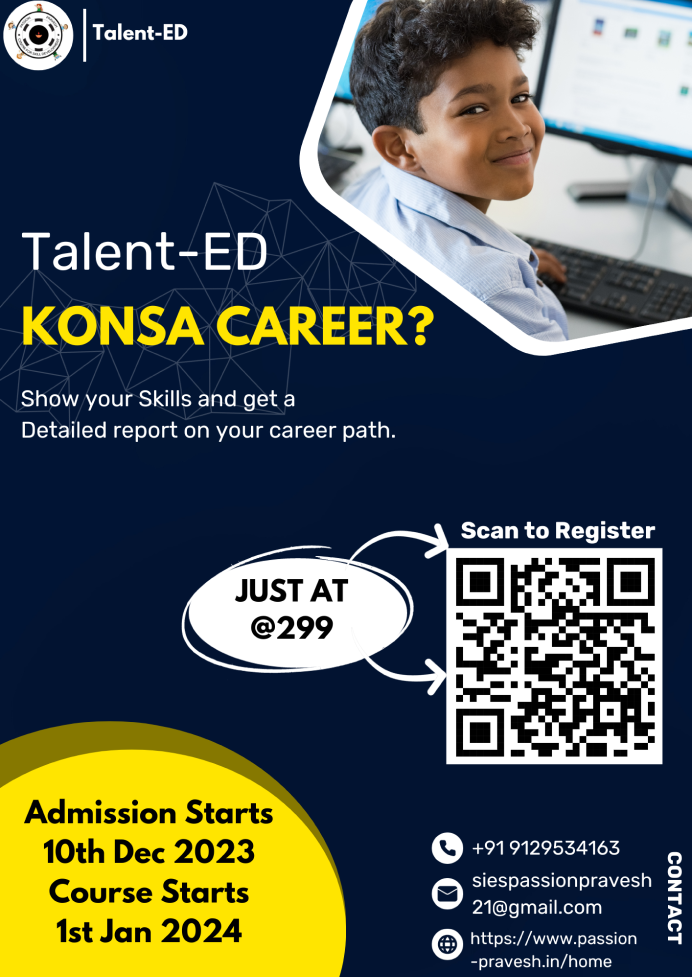 Talent-ED
Talent-ED
KONSA CAREER?
Show your Skills and get a
Detailed report on your career path.
Scan to Register
JUST AT
@299
Admission Starts
10th Dec 2023
Course Starts
1st Jan 2024
+91 9129534163
siespassionpravesh
21@gmail.com
https://www.passion
-pravesh.in/home
CONTACT